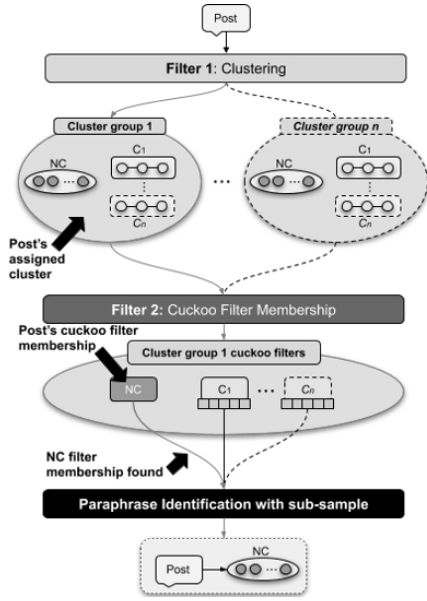 Post
Filter 1: Clustering
Cluster group 1
Cluster group n
NC
C1
Cn
...
NC
C1
Cn
Post's
assigned
cluster
Filter 2: Cuckoo Filter Membership
Post's cuckoo filter
membership
Cluster group 1 cuckoo filters
NC
C1
...
Cn
NC filter
membership found
Paraphrase Identification with sub-sample
Post
NC